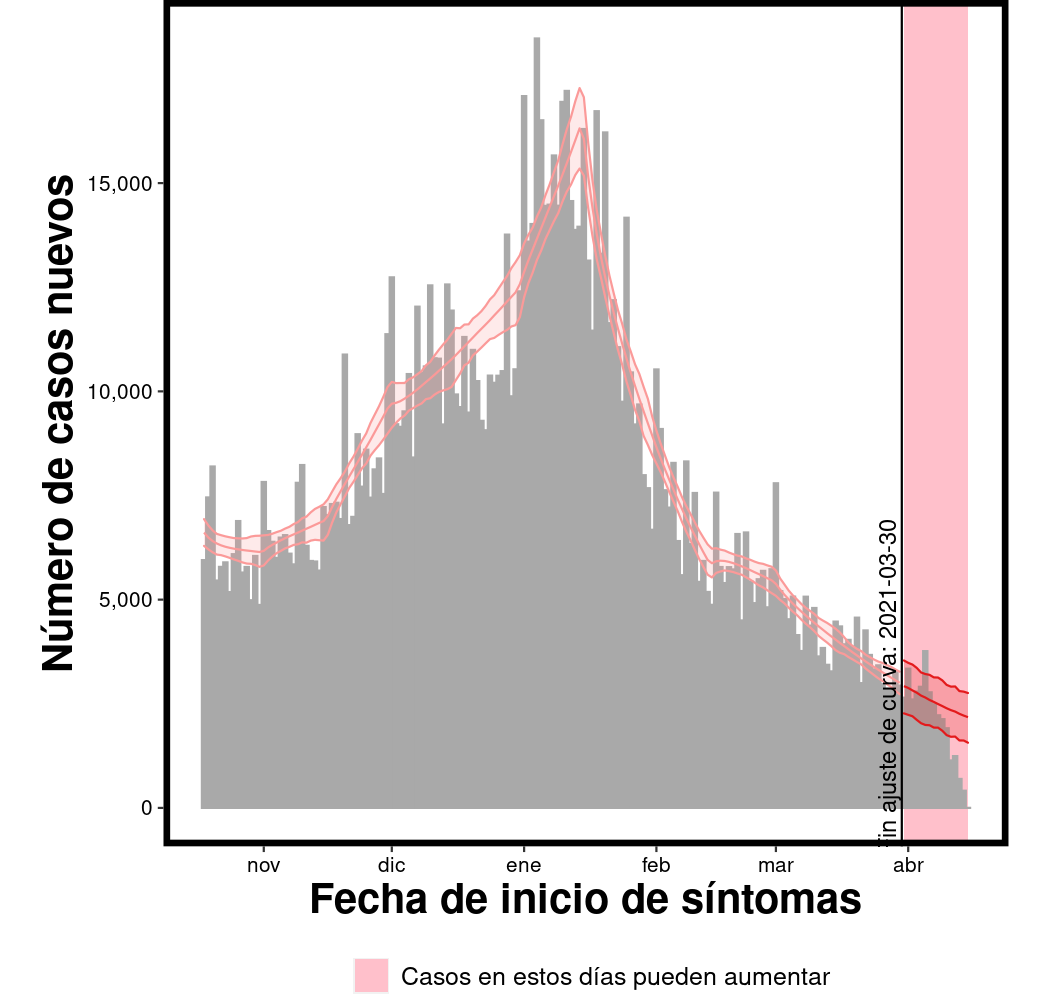 Número de casos nuevos
15,000
10,000
5,000
0
fin ajuste de curva: 2021-03-30
nov dic ene feb mar abr
Fecha de inicio de síntomas
Casos en estos días pueden aumentar